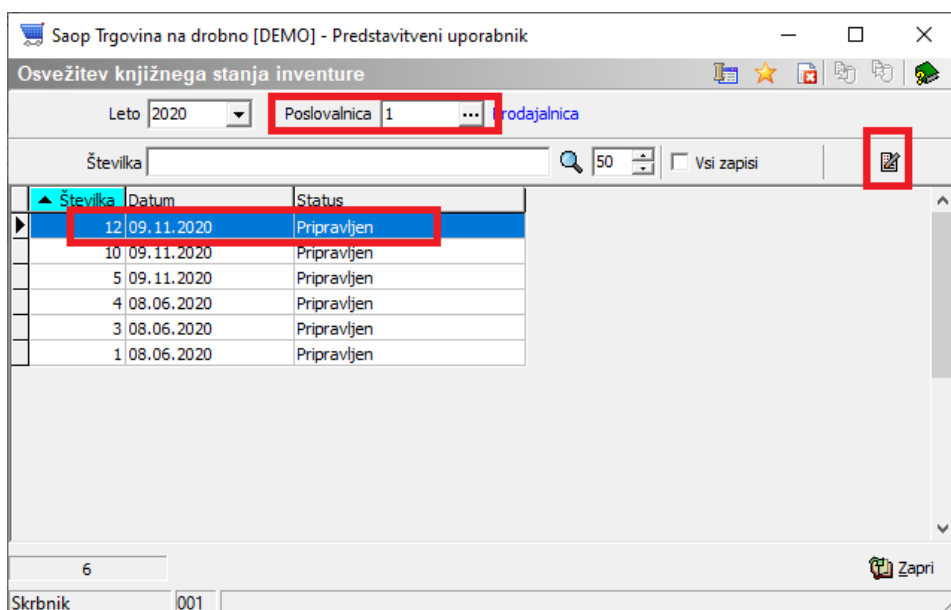 Saop Trgovina na drobno [DEMO] - Predstavitveni uporabnik
Osvežitev knjižnega stanja inventure
Leto 2020 Poslovalnica 1 ... Prodajalnica
Številka 50 Vsi zapisi
Številka Datum Status
12 09.11.2020 Pripravljen
10 09.11.2020 Pripravljen
5 09.11.2020 Pripravljen
4 08.06.2020 Pripravljen
3 08.06.2020 Pripravljen
1 08.06.2020 Pripravljen
6 Zapri
Skrbnik 001